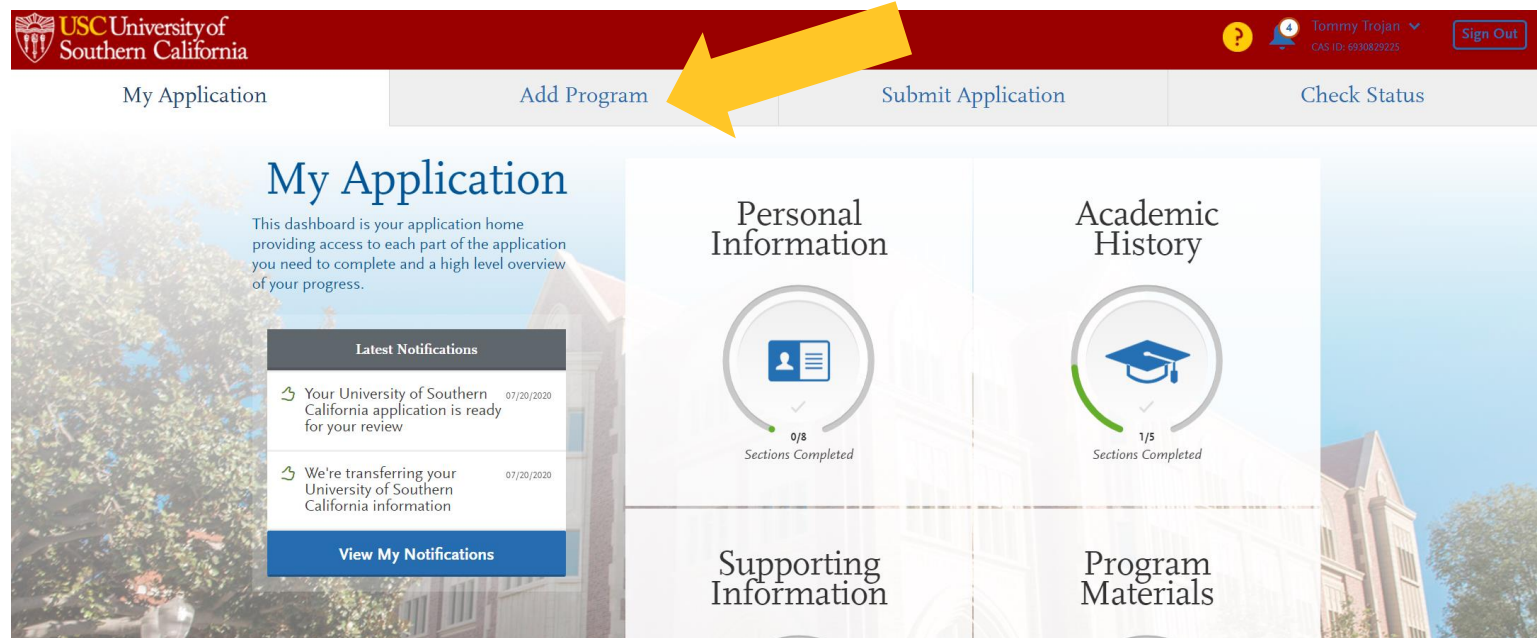 USC University of
Southern California
?
4
Tommy Trojan
CAS ID: 6930829225
Sign Out
My Application
Add Program
Submit Application
Check Status
My Application
This dashboard is your application home
providing access to each part of the application
you need to complete and a high level overview
of your progress.
Latest Notifications
Your University of Southern 07/20/2020
California application is ready
for your review
We're transferring your 07/20/2020
University of Southern
California information
View My Notifications
Personal
Information
0/8
Sections Completed
Academic
History
1/5
Sections Completed
Supporting
Information
Program
Materials